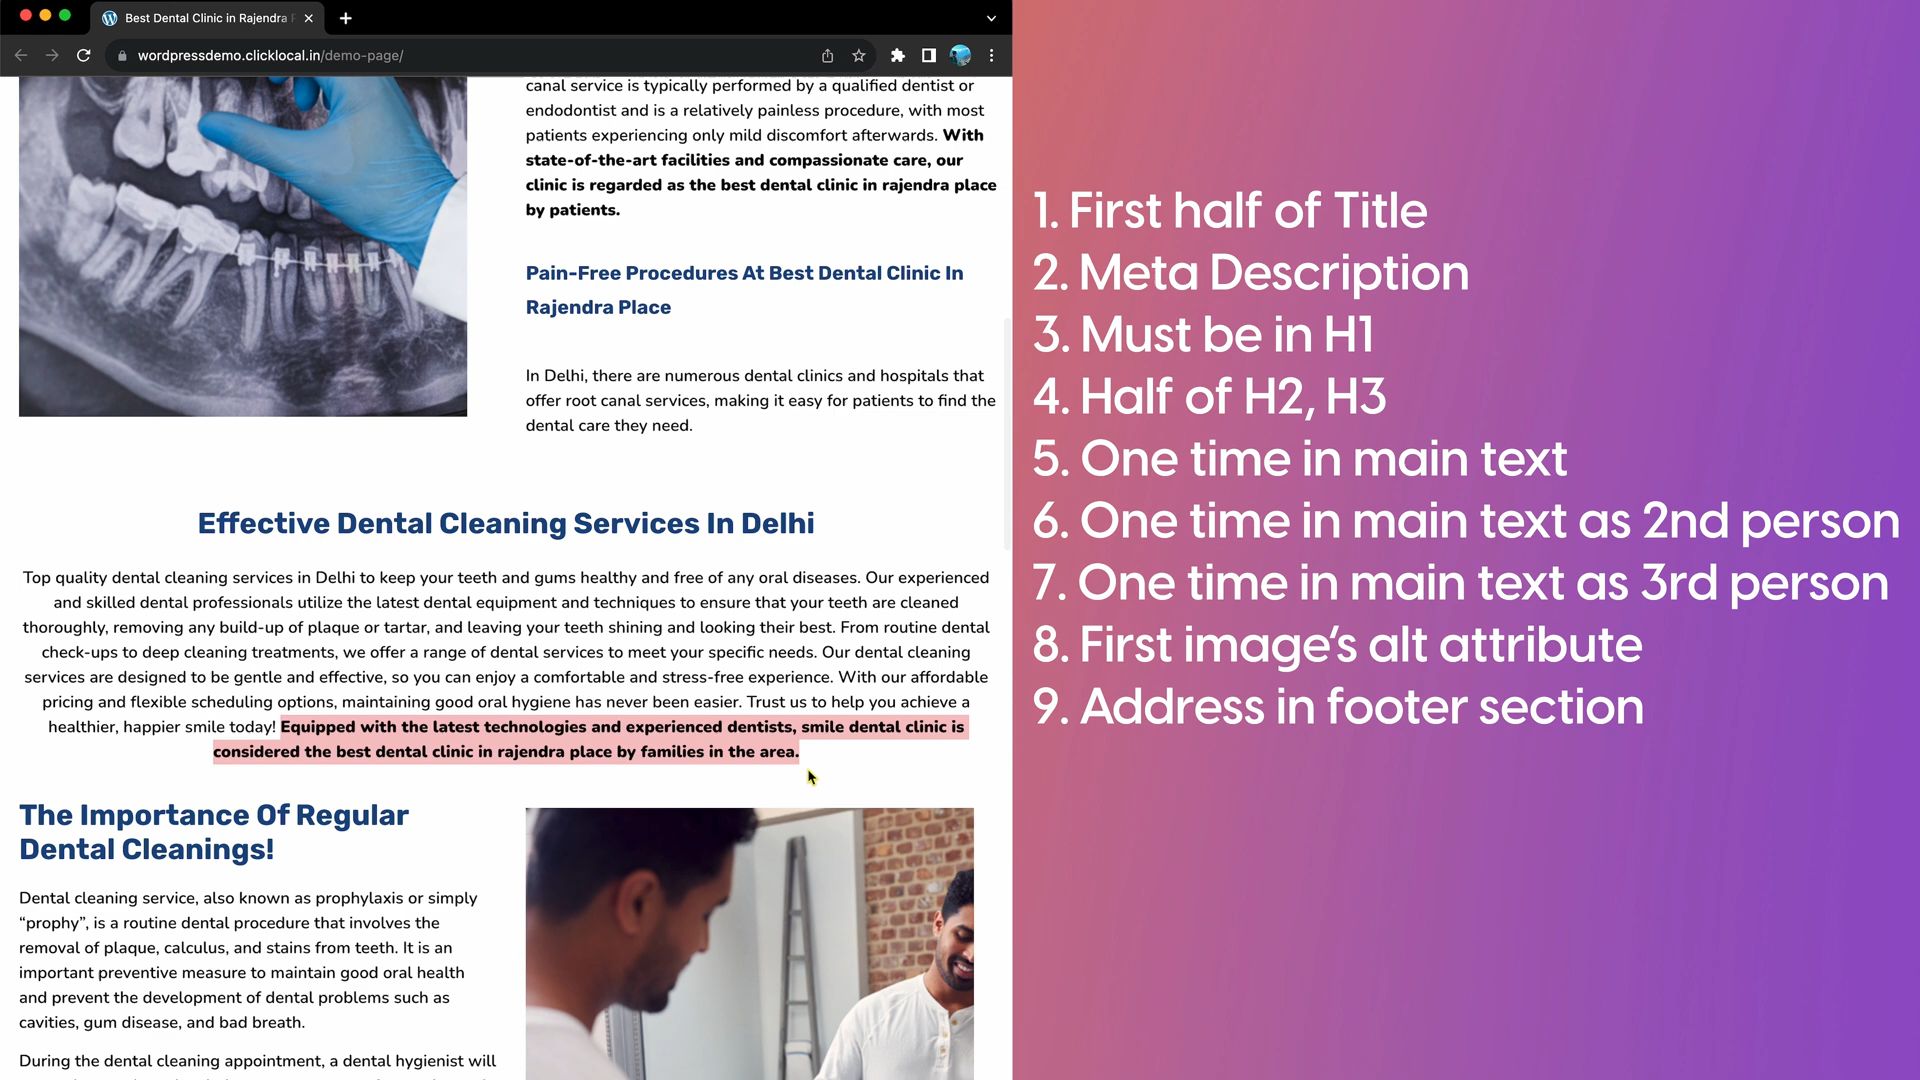 Best Dental Clinic in Rajendra
wordpressdemo.clicklocal.in/demo-page/
canal service is typically performed by a qualified dentist or
endodontist and is a relatively painless procedure, with most
patients experiencing only mild discomfort afterwards. With
state-of-the-art facilities and compassionate care, our
clinic is regarded as the best dental clinic in rajendra place
by patients.
Pain-Free Procedures At Best Dental Clinic In
Rajendra Place
In Delhi, there are numerous dental clinics and hospitals that
offer root canal services, making it easy for patients to find the
dental care they need.
Effective Dental Cleaning Services In Delhi
Top quality dental cleaning services in Delhi to keep your teeth and gums healthy and free of any oral diseases. Our experienced
and skilled dental professionals utilize the latest dental equipment and techniques to ensure that your teeth are cleaned
thoroughly, removing any build-up of plaque or tartar, and leaving your teeth shining and looking their best. From routine dental
check-ups to deep cleaning treatments, we offer a range of dental services to meet your specific needs. Our dental cleaning
services are designed to be gentle and effective, so you can enjoy a comfortable and stress-free experience. With our affordable
pricing and flexible scheduling options, maintaining good oral hygiene has never been easier. Trust us to help you achieve a
healthier, happier smile today! Equipped with the latest technologies and experienced dentists, smile dental clinic is
considered the best dental clinic in rajendra place by families in the area.
The Importance Of Regular
Dental Cleanings!
Dental cleaning service, also known as prophylaxis or simply
“prophy”, is a routine dental procedure that involves the
removal of plaque, calculus, and stains from teeth. It is an
important preventive measure to maintain good oral health
and prevent the development of dental problems such as
cavities, gum disease, and bad breath.
During the dental cleaning appointment, a dental hygienist will
1. First half of Title
2. Meta Description
3. Must be in H1
4. Half of H2, H3
5. One time in main text
6. One time in main text as 2nd person
7. One time in main text as 3rd person
8. First image’s alt attribute
9. Address in footer section